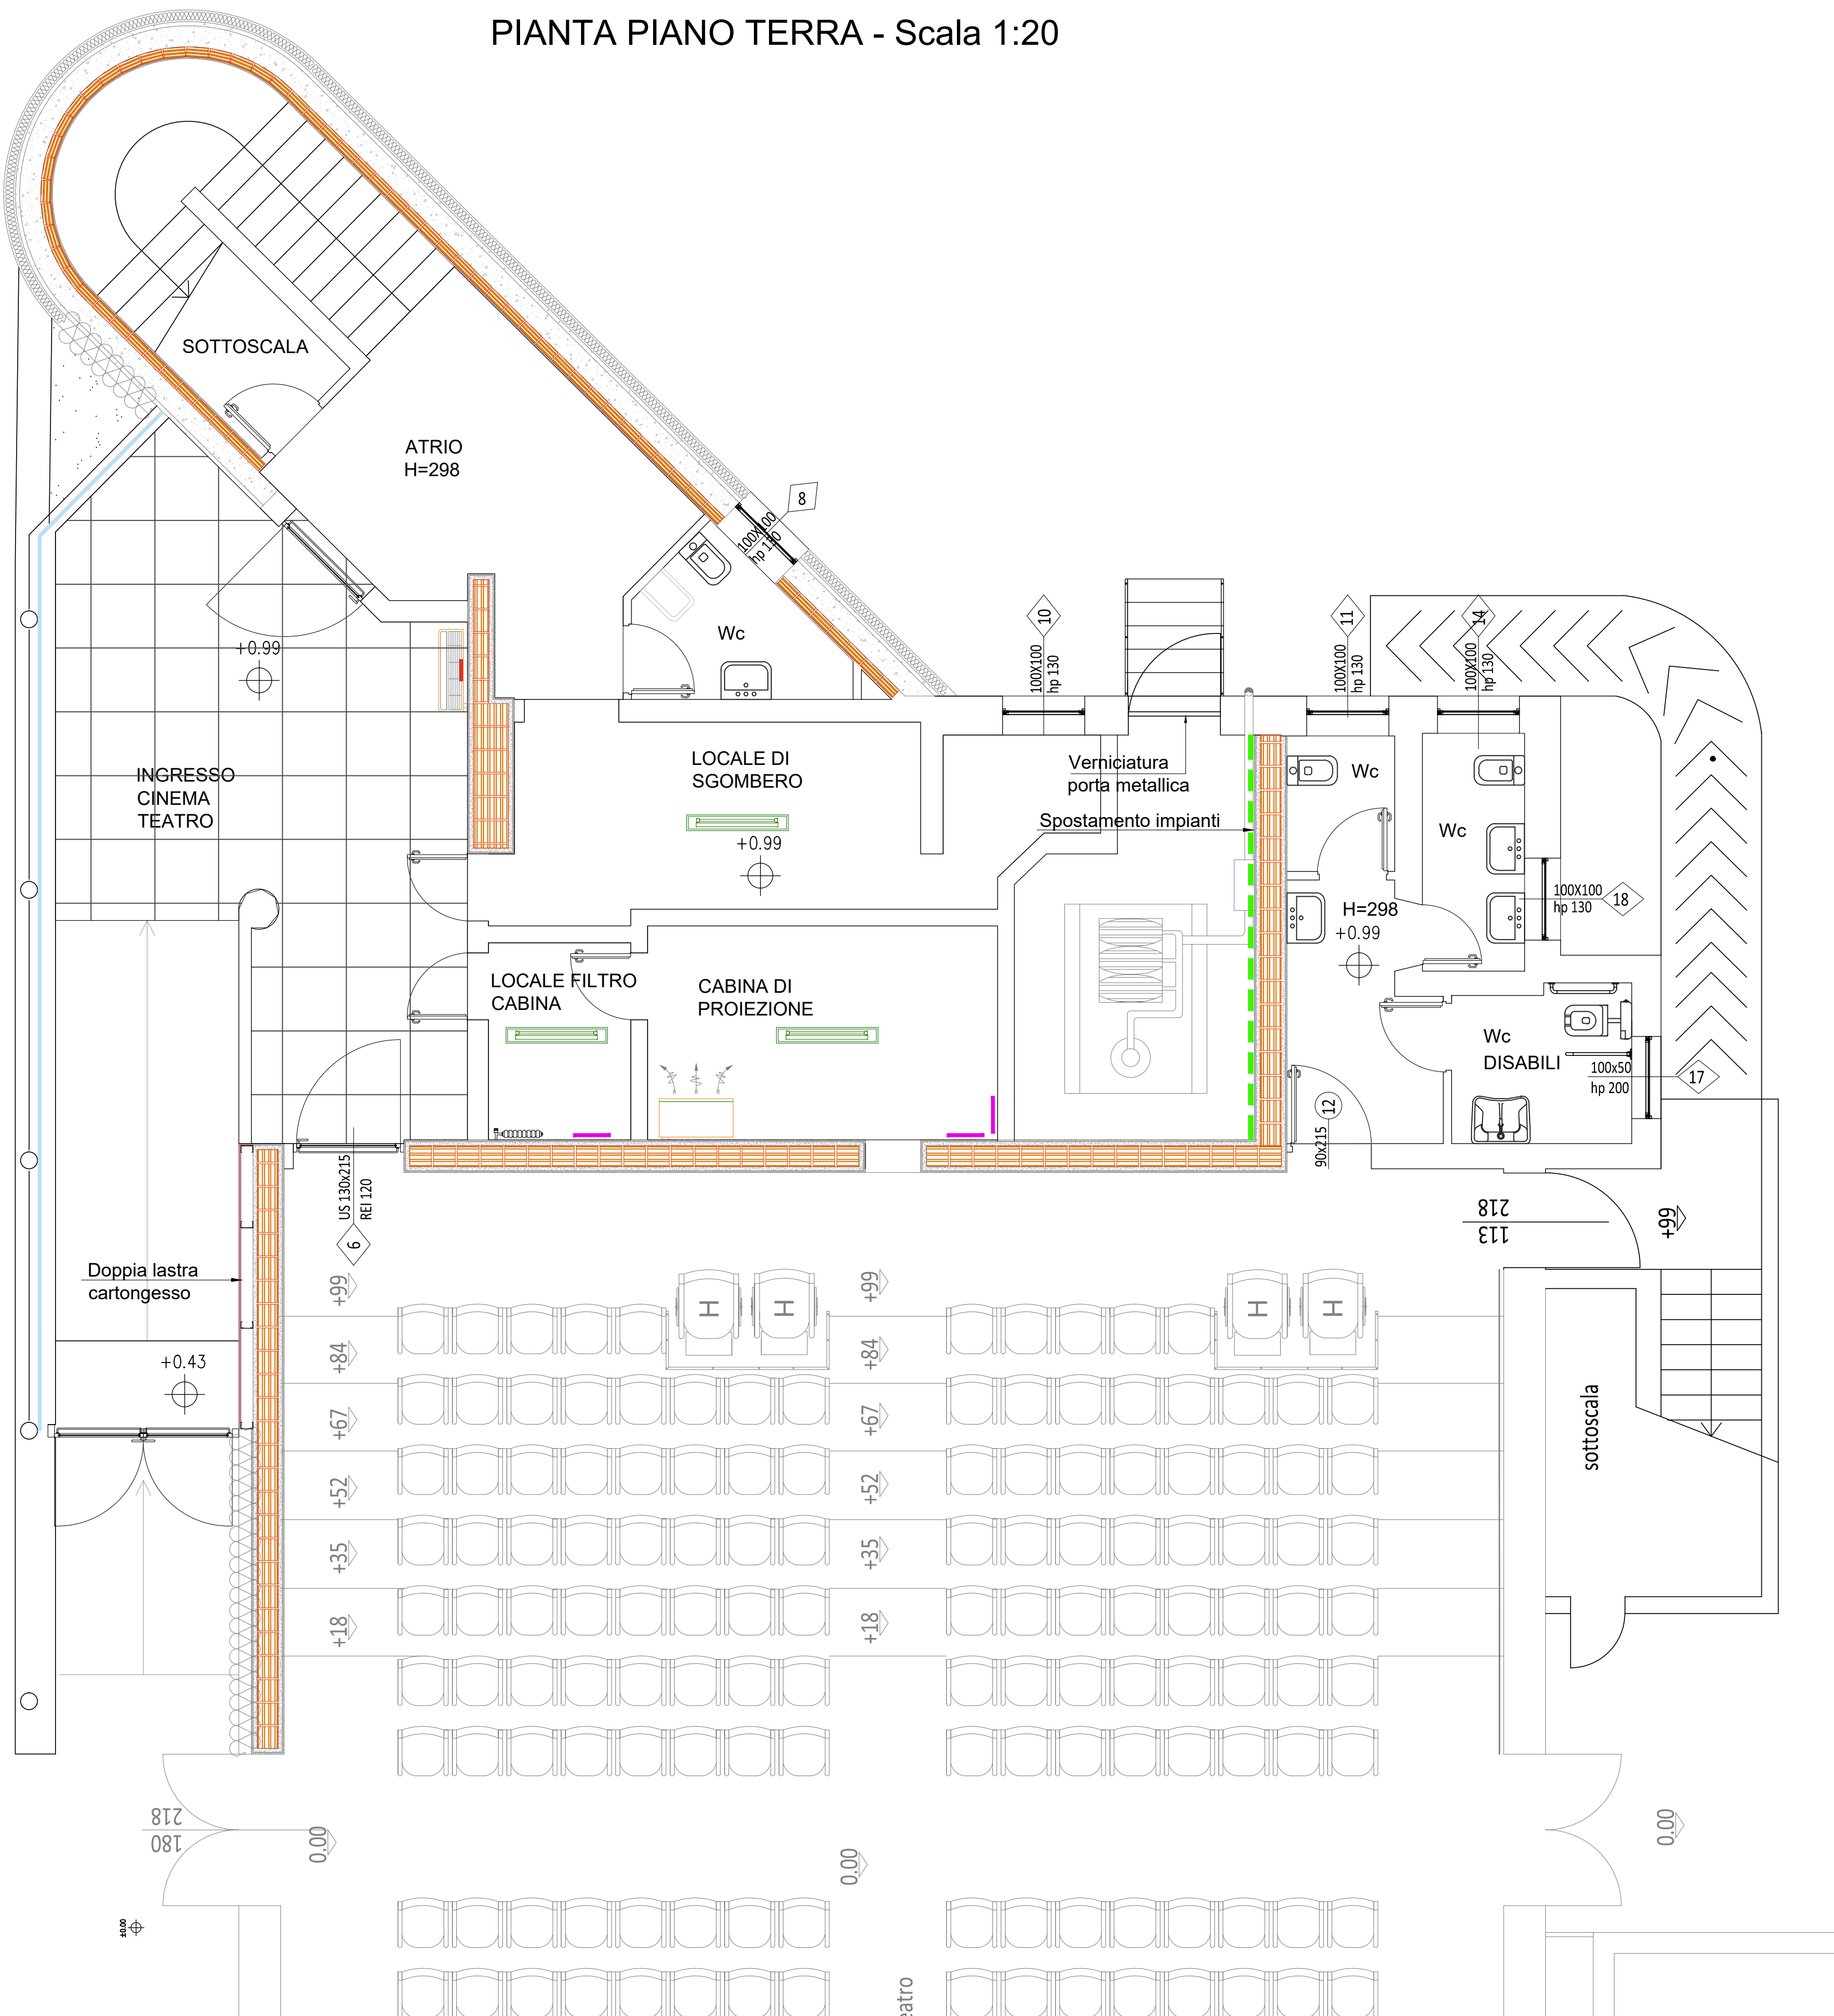 PIANTA PIANO TERRA - Scala 1:20
SOTTOSCALA
ATRIO
H=298
8
100X100
hp 130
Wc
+0.99
10
100X100
hp 130
11
100X100
hp 130
14
100X100
hp 130
INGRESSO
CINEMA
TEATRO
LOCALE DI
SGOMBERO
+0.99
Verniciatura
porta metallica
Spostamento impianti
Wc
Wc
100X100
hp 130
18
H=298
+0.99
LOCALE FILTRO
CABINA
CABINA DI
PROIEZIONE
Wc
DISABILI
100x50
hp 200
17
12
90x215
US 130x215
REI 120
6
218
113
+99
Doppia lastra
cartongesso
+0.43
+99
+84
+67
+52
+35
+18
+99
+84
+67
+52
+35
+18
H
H
H
H
sottoscala
218
180
0.00
0.00
0.00
±0.00